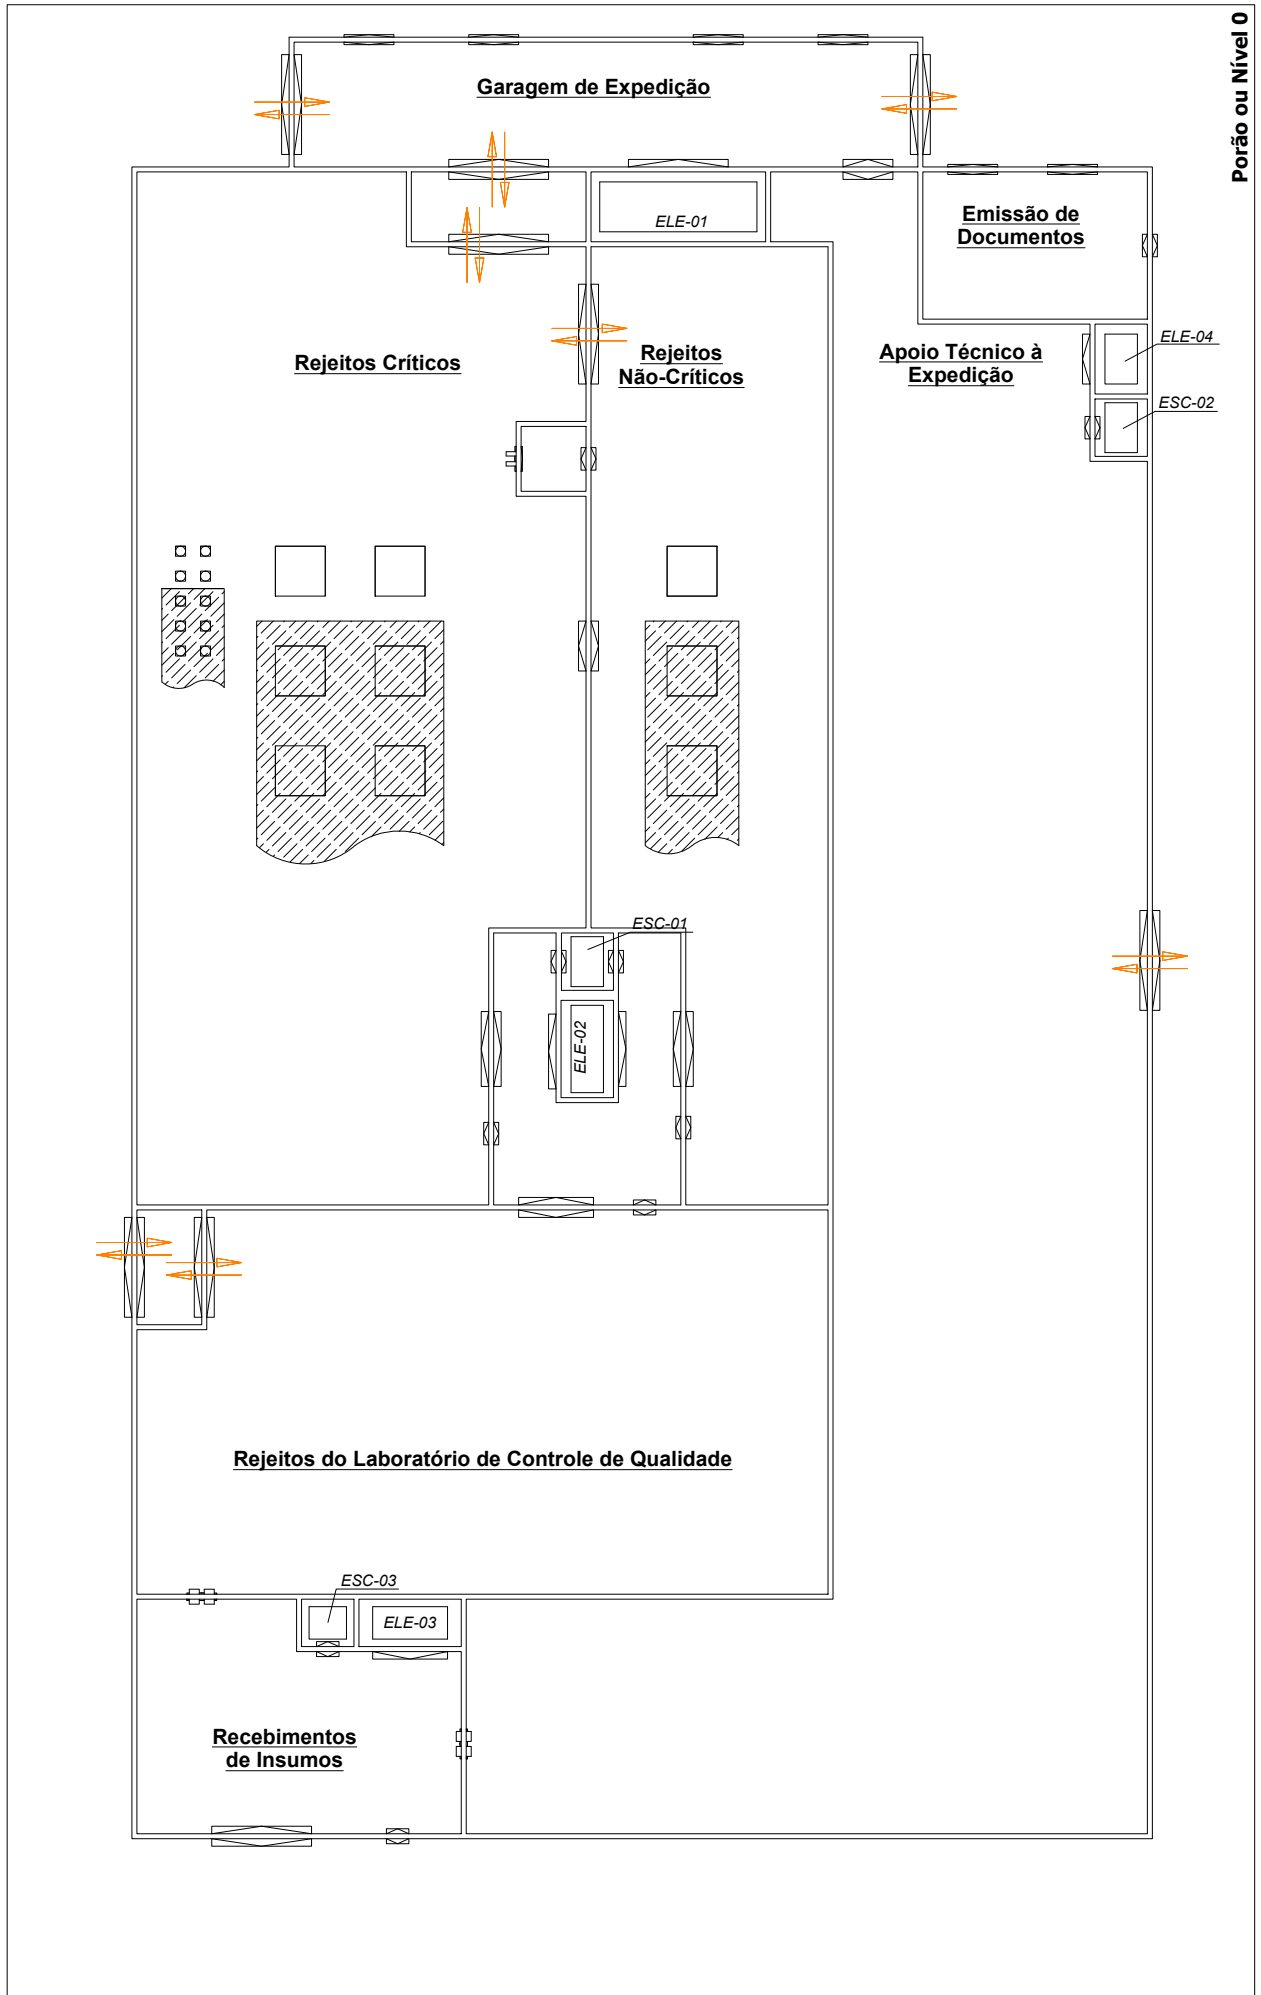 Porão ou Nível 0
Garagem de Expedição
ELE-01
Emissão de
Documentos
Rejeitos Críticos
Rejeitos
Não-Críticos
Apoio Técnico à
Expedição
ELE-04
ESC-02
ESC-01
ELE-02
Rejeitos do Laboratório de Controle de Qualidade
ESC-03
ELE-03
Recebimentos
de Insumos